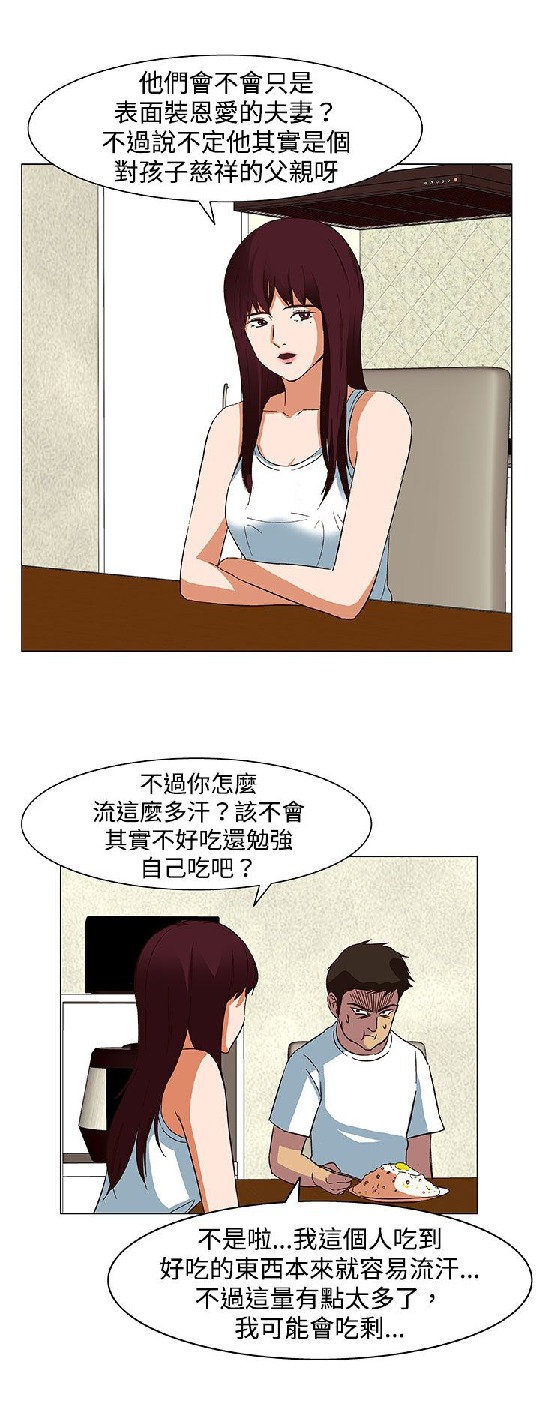 他們會不會只是
表面裝恩愛的夫妻？
不過說不定他其實是個
對孩子慈祥的父親呀
不過你怎麼
流這麼多汗？該不會
其實不好吃還勉強
自己吃吧？
不是啦...我這個人吃到
好吃的東西本來就容易流汗...
不過這量有點太多了，
我可能會吃剩...